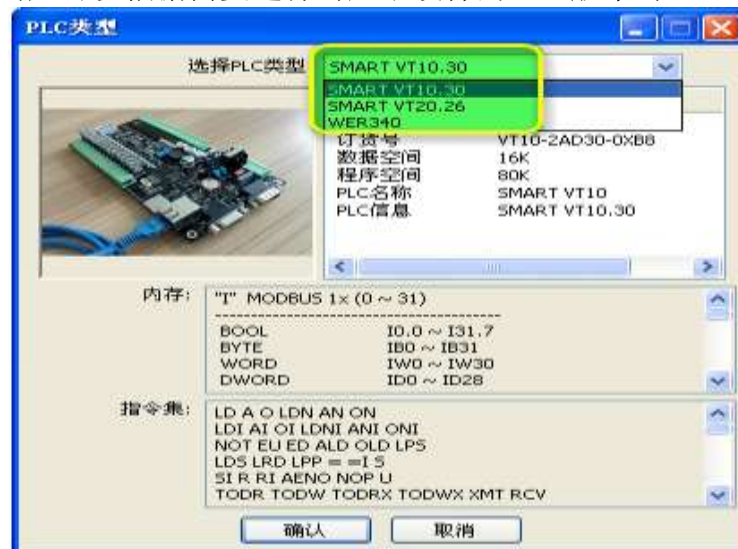 PLC类型
选择PLC类型
SMART VT10.30
SMART VT10.30
SMART VT20.26
WER340
订货号 VT10-2AD30-0XB8
数据空间 16K
程序空间 80K
PLC名称 SMART VT10
PLC信息 SMART VT10.30
内存:
"I" MODBUS 1x (0 ~ 31)
BOOL I0.0 ~ I31.7
BYTE IB0 ~ IB31
WORD IW0 ~ IW30
DWORD ID0 ~ ID28
指令集:
LD A O LDN AN ON
LDI AI OI LDNI ANI ONI
NOT EU ED ALD OLD LPS
LDS LRD LPP = =I S
SI R RI AENO NOP U
TODR TODW TODRX TODWX XMT RCV
确认 取消